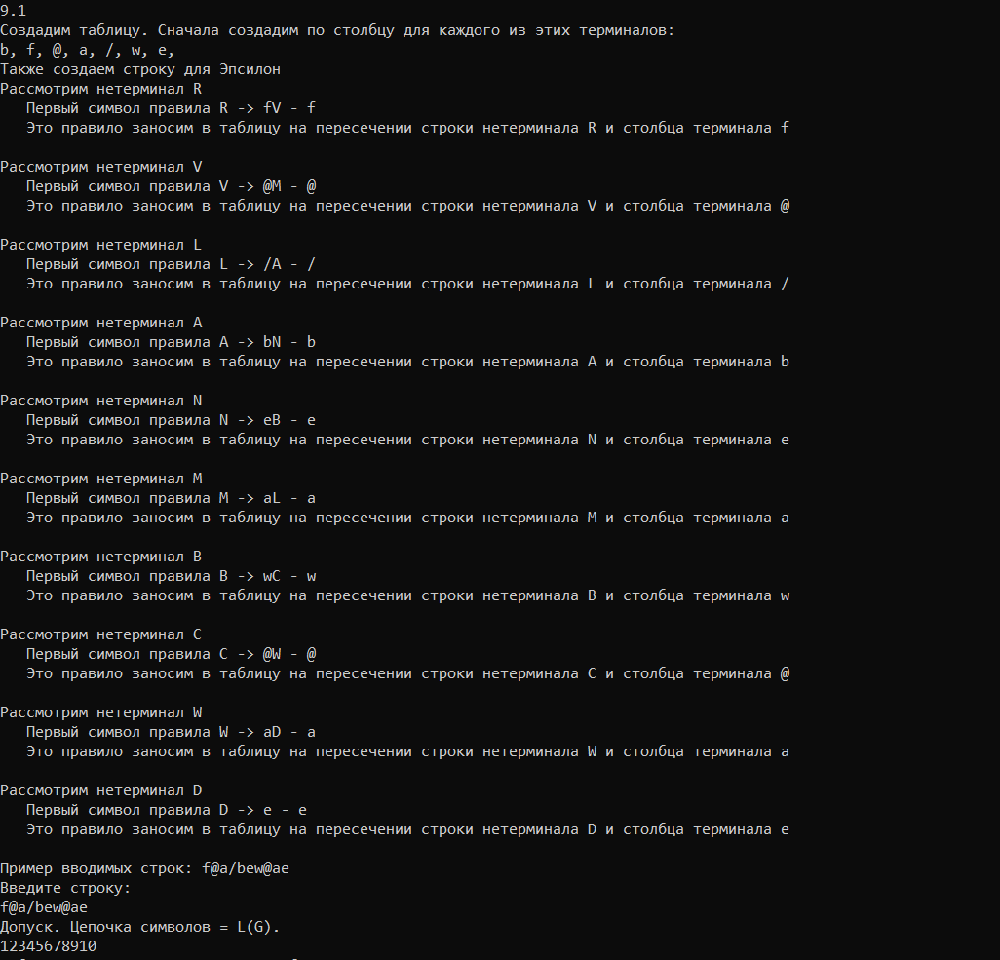 9.1
Создадим таблицу. Сначала создадим по столбцу для каждого из этих терминалов:
b, f, @, a, /, w, e,
Также создаем строку для Эпсилон
Рассмотрим нетерминал R
Первый символ правила R -> fV - f
Это правило заносим в таблицу на пересечении строки нетерминала R и столбца терминала f
Рассмотрим нетерминал V
Первый символ правила V -> @M - @
Это правило заносим в таблицу на пересечении строки нетерминала V и столбца терминала @
Рассмотрим нетерминал L
Первый символ правила L -> /A - /
Это правило заносим в таблицу на пересечении строки нетерминала L и столбца терминала /
Рассмотрим нетерминал A
Первый символ правила A -> bN - b
Это правило заносим в таблицу на пересечении строки нетерминала A и столбца терминала b
Рассмотрим нетерминал N
Первый символ правила N -> eB - e
Это правило заносим в таблицу на пересечении строки нетерминала N и столбца терминала e
Рассмотрим нетерминал M
Первый символ правила M -> aL - a
Это правило заносим в таблицу на пересечении строки нетерминала M и столбца терминала a
Рассмотрим нетерминал B
Первый символ правила B -> wC - w
Это правило заносим в таблицу на пересечении строки нетерминала B и столбца терминала w
Рассмотрим нетерминал C
Первый символ правила C -> @W - @
Это правило заносим в таблицу на пересечении строки нетерминала C и столбца терминала @
Рассмотрим нетерминал W
Первый символ правила W -> aD - a
Это правило заносим в таблицу на пересечении строки нетерминала W и столбца терминала a
Рассмотрим нетерминал D
Первый символ правила D -> e - e
Это правило заносим в таблицу на пересечении строки нетерминала D и столбца терминала e
Пример вводимых строк: f@a/bew@ae
Введите строку:
f@a/bew@ae
Допуск. Цепочка символов = L(G).
12345678910